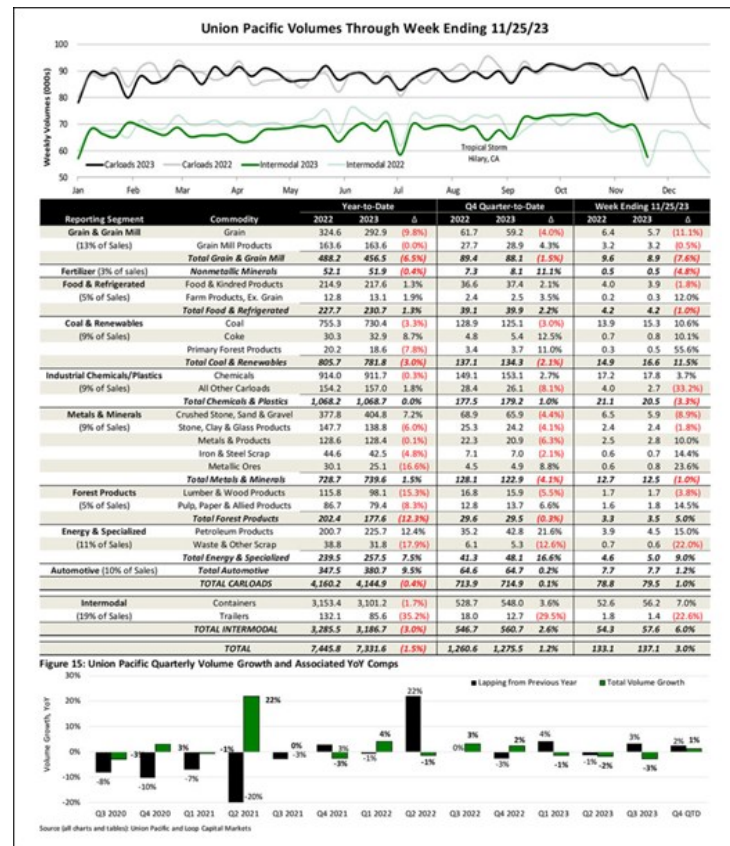 Union Pacific Volumes Through Week Ending 11/25/23
Weekly Volumes (000s)
100
90
80
70
60
50
Tropical Storm
Hilary, CA
Carloads 2023 Carloads 2022 Intermodal 2023 Intermodal 2022
Jan Feb Mar Apr May Jun Jul Aug Sep Oct Nov Dec
Year-to-Date Q4 Quarter-to-Date Week Ending 11/25/23
Reporting Segment Commodity 2022 2023 Δ 2022 2023 Δ 2022 2023 Δ
Grain & Grain Mill Grain 324.6 292.9 (9.8%) 61.7 59.2 (4.0%) 6.4 5.7 (11.1%)
(13% of Sales) Grain Mill Products 163.6 163.6 (0.0%) 27.7 28.9 4.3% 3.2 3.2 (0.5%)
Total Grain & Grain Mill 488.2 456.5 (6.5%) 89.4 88.1 (1.5%) 9.6 8.9 (7.6%)
Fertilizer (3% of sales) Nonmetallic Minerals 52.1 51.9 (0.4%) 7.3 8.1 11.1% 0.5 0.5 (4.8%)
Food & Refrigerated Food & Kindred Products 214.9 217.6 1.3% 36.6 37.4 2.1% 4.0 3.9 (1.8%)
(5% of Sales) Farm Products, Ex. Grain 12.8 13.1 1.9% 2.4 2.5 3.5% 0.2 0.3 12.0%
Total Food & Refrigerated 227.7 230.7 1.3% 39.1 39.9 2.2% 4.2 4.2 (1.0%)
Coal & Renewables Coal 755.3 730.4 (3.3%) 128.9 125.1 (3.0%) 13.9 15.3 10.6%
(9% of Sales) Coke 30.3 32.9 8.7% 4.8 5.4 12.5% 0.7 0.8 10.1%
Primary Forest Products 20.2 18.6 (7.8%) 3.4 3.7 11.0% 0.3 0.5 55.6%
Total Coal & Renewables 805.7 781.8 (3.0%) 137.1 134.3 (2.1%) 14.9 16.6 11.5%
Industrial Chemicals/Plastics Chemicals 914.0 911.7 (0.3%) 149.1 153.1 2.7% 17.2 17.8 3.7%
(9% of Sales) All Other Carloads 154.2 157.0 1.8% 28.4 26.1 (8.1%) 4.0 2.7 (33.2%)
Total Chemicals & Plastics 1,068.2 1,068.7 0.0% 177.5 179.2 1.0% 21.1 20.5 (3.3%)
Metals & Minerals Crushed Stone, Sand & Gravel 377.8 404.8 7.2% 68.9 65.9 (4.4%) 6.5 5.9 (8.9%)
(9% of Sales) Stone, Clay & Glass Products 147.7 138.8 (6.0%) 25.3 24.2 (4.1%) 2.4 2.4 (1.8%)
Metals & Products 128.6 128.4 (0.1%) 22.3 20.9 (6.3%) 2.5 2.8 10.0%
Iron & Steel Scrap 44.6 42.5 (4.8%) 7.1 7.0 (2.1%) 0.6 0.7 14.4%
Metallic Ores 30.1 25.1 (16.6%) 4.5 4.9 8.8% 0.6 0.8 23.6%
Total Metals & Minerals 728.7 739.6 1.5% 128.1 122.9 (4.1%) 12.7 12.5 (1.0%)
Forest Products Lumber & Wood Products 115.8 98.1 (15.3%) 16.8 15.9 (5.5%) 1.7 1.7 (3.8%)
(5% of Sales) Pulp, Paper & Allied Products 86.7 79.4 (8.3%) 12.8 13.7 6.6% 1.6 1.8 14.5%
Total Forest Products 202.4 177.6 (12.3%) 29.6 29.5 (0.3%) 3.3 3.5 5.0%
Energy & Specialized Petroleum Products 200.7 225.7 12.4% 35.2 42.8 21.6% 3.9 4.5 15.0%
(11% of Sales) Waste & Other Scrap 38.8 31.8 (17.9%) 6.1 5.3 (12.6%) 0.7 0.6 (22.0%)
Total Energy & Specialized 239.5 257.5 7.5% 41.3 48.1 16.6% 4.6 5.0 9.0%
Automotive (10% of Sales) Total Automotive 347.5 380.7 9.5% 64.6 64.7 0.2% 7.7 7.7 1.2%
TOTAL CARLOADS 4,160.2 4,144.9 (0.4%) 713.9 714.9 0.1% 78.8 79.5 1.0%
Intermodal Containers 3,153.4 3,101.2 (1.7%) 528.7 548.0 3.6% 52.6 56.2 7.0%
(19% of Sales) Trailers 132.1 85.6 (35.2%) 18.0 12.7 (29.5%) 1.8 1.4 (22.6%)
TOTAL INTERMODAL 3,285.5 3,186.7 (3.0%) 546.7 560.7 2.6% 54.3 57.6 6.0%
TOTAL 7,445.8 7,331.6 (1.5%) 1,260.6 1,275.5 1.2% 133.1 137.1 3.0%
Figure 15: Union Pacific Quarterly Volume Growth and Associated YoY Comps
Volume Growth, YoY
30%
20%
10%
0%
-10%
-20%
Lapping from Previous Year Total Volume Growth
-8% -3% -10% 3% -7% -1% -20% 22% -3% 0% 3% -3% -1% 4% 22% -1% 0% 3% -3% 2% 4% -1% -1% -2% 3% -3% 2% 1%
Q3 2020 Q4 2020 Q1 2021 Q2 2021 Q3 2021 Q4 2021 Q1 2022 Q2 2022 Q3 2022 Q4 2022 Q1 2023 Q2 2023 Q3 2023 Q4 QTD
Source (all charts and tables): Union Pacific and Loop Capital Markets